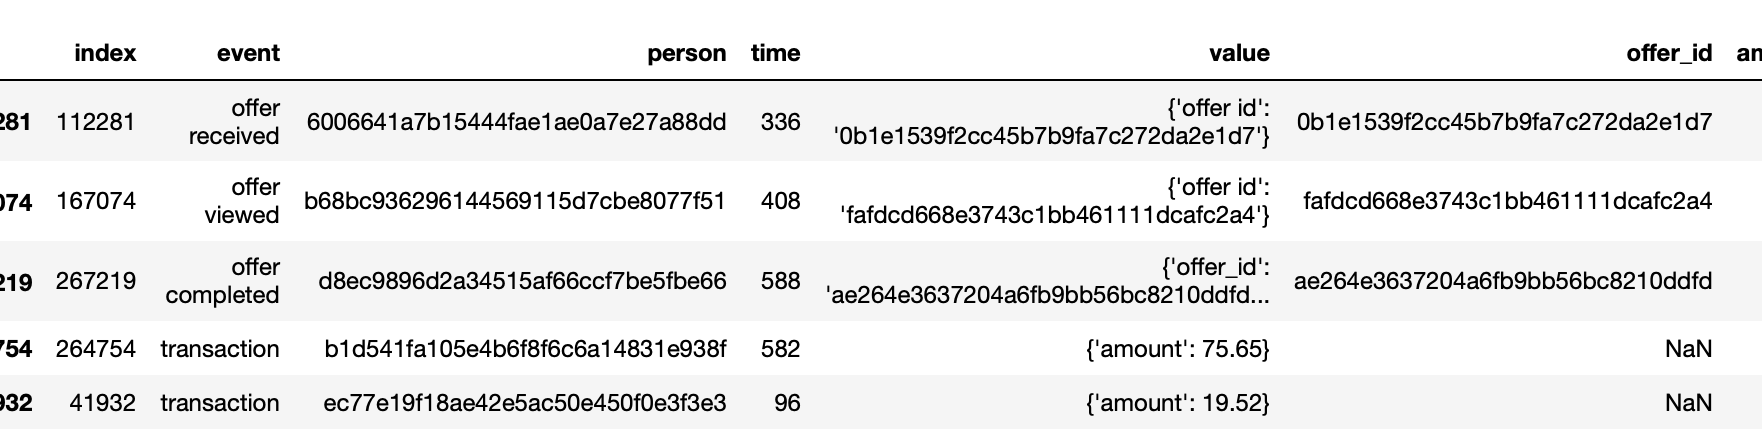 index event person time value offer_id an
281 112281 offer received 6006641a7b15444fae1ae0a7e27a88dd 336 {'offer id': '0b1e1539f2cc45b7b9fa7c272da2e1d7'} 0b1e1539f2cc45b7b9fa7c272da2e1d7
074 167074 offer viewed b68bc936296144569115d7cbe8077f51 408 {'offer id': 'fafdcd668e3743c1bb461111dcafc2a4'} fafdcd668e3743c1bb461111dcafc2a4
219 267219 offer completed d8ec9896d2a34515af66ccf7be5fbe66 588 {'offer_id': 'ae264e3637204a6fb9bb56bc8210ddfd... ae264e3637204a6fb9bb56bc8210ddfd
754 264754 transaction b1d541fa105e4b6f8f6c6a14831e938f 582 {'amount': 75.65} NaN
932 41932 transaction ec77e19f18ae42e5ac50e450f0e3f3e3 96 {'amount': 19.52} NaN